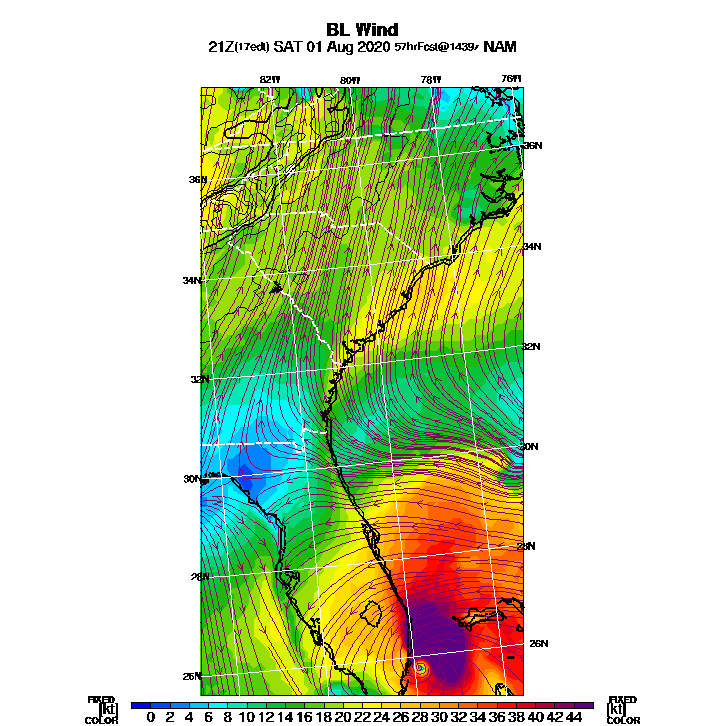 BL Wind
21Z(17edt) SAT 01 Aug 2020 57hrFcst@1439z NAM
82W 80W 78W 76W
36N
36N
34N
34N
32N
32N
30N
30N
28N
28N
26N
26N
FIXED [kt] COLOR
0 2 4 6 8 10 12 14 16 18 20 22 24 26 28 30 32 34 36 38 40 42 44
FIXED [kt] COLOR